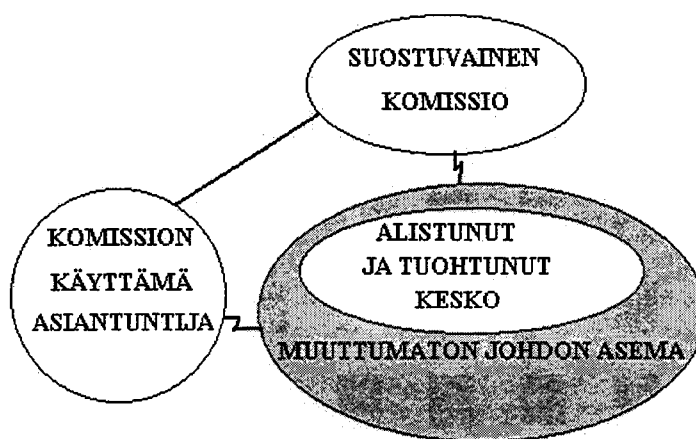 SUOSTUVAINEN
KOMISSIO
KOMISSION
KÄYTTÄMÄ
ASIANTUNTIJA
ALISTUNUT
JA TUOHTUNUT
KESKO
MUUTTUMATON JOHDON ASEMA